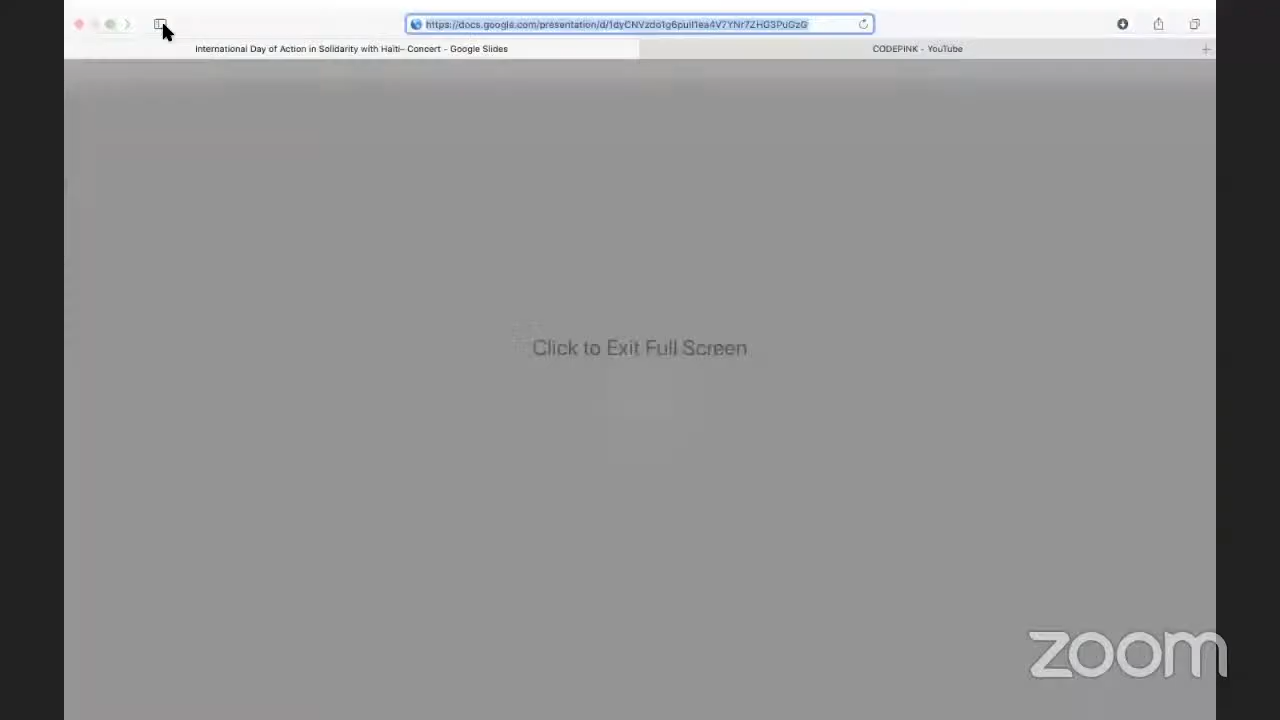 https://docs.google.com/presentation/d/
International Day of Action in Solidarity with Haiti– Concert - Google Slides
CODEPINK - YouTube
Click to Exit Full Screen
zoom